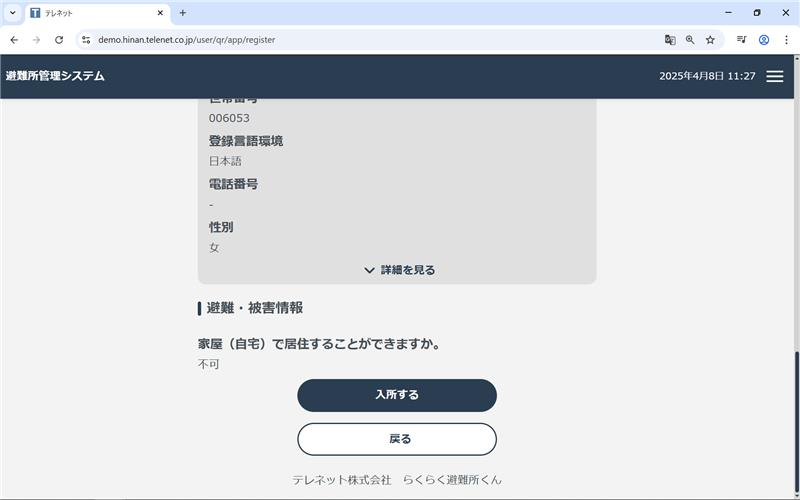 テレネット
demo.hinan.telenet.co.jp/user/qr/app/register
避難所管理システム
2025年4月8日 11:27
世帯番号
006053
登録言語環境
日本語
電話番号
-
性別
女
詳細を見る
避難・被害情報
家屋（自宅）で居住することができますか。
不可
入所する
戻る
テレネット株式会社　らくらく避難所くん